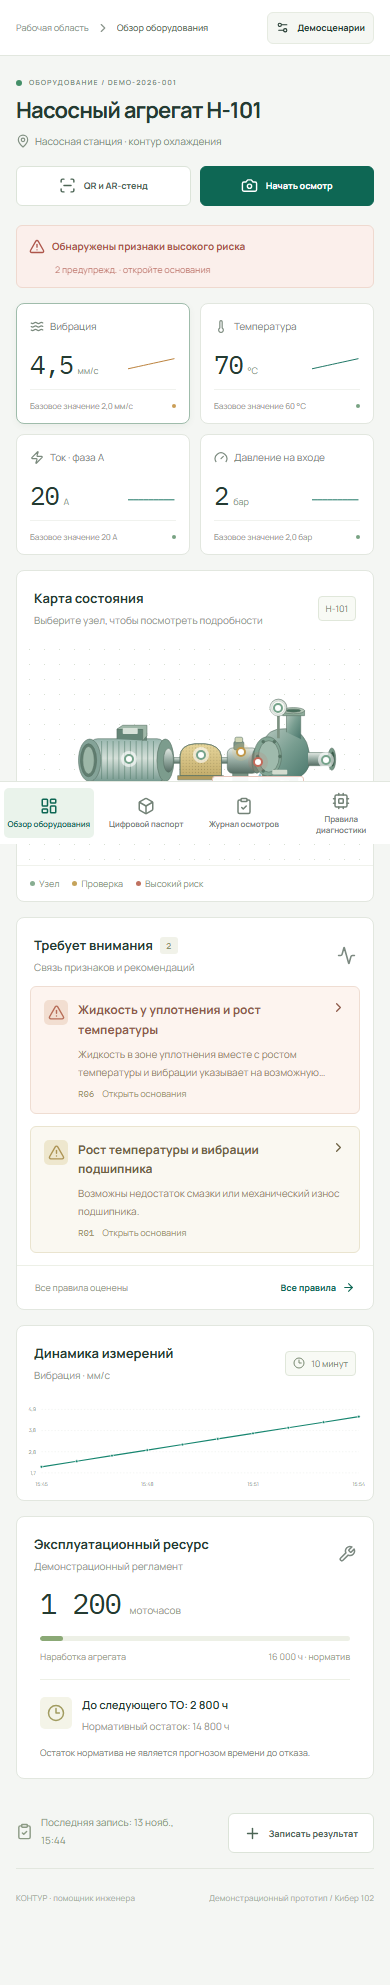 Рабочая область > Обзор оборудования
Демосценарии
ОБОРУДОВАНИЕ / DEMO-2026-001
Насосный агрегат Н-101
Насосная станция · контур охлаждения
QR и AR-стенд
Начать осмотр
Обнаружены признаки высокого риска
2 предупрежд. · откройте основания
Вибрация
4,5 мм/с
Базовое значение 2,0 мм/с
Температура
70 °C
Базовое значение 60 °C
Ток · фаза А
20 А
Базовое значение 20 А
Давление на входе
2 бар
Базовое значение 2,0 бар
Карта состояния
Н-101
Выберите узел, чтобы посмотреть подробности
Обзор оборудования
Цифровой паспорт
Журнал осмотров
Правила
диагностики
Узел
Проверка
Высокий риск
Требует внимания 2
Связь признаков и рекомендаций
Жидкость у уплотнения и рост
температуры
Жидкость в зоне уплотнения вместе с ростом
температуры и вибрации указывает на возможную...
R06 Открыть основания
Рост температуры и вибрации
подшипника
Возможны недостаток смазки или механический износ
подшипника.
R01 Открыть основания
Все правила оценены
Все правила
Динамика измерений
10 минут
Вибрация · мм/с
Эксплуатационный ресурс
Демонстрационный регламент
1 200 моточасов
Наработка агрегата
16 000 ч · норматив
До следующего ТО: 2 800 ч
Нормативный остаток: 14 800 ч
Остаток норматива не является прогнозом времени до отказа.
Последняя запись: 13 нояб.,
15:44
Записать результат
КОНТУР · помощник инженера
Демонстрационный прототип / Кибер 102